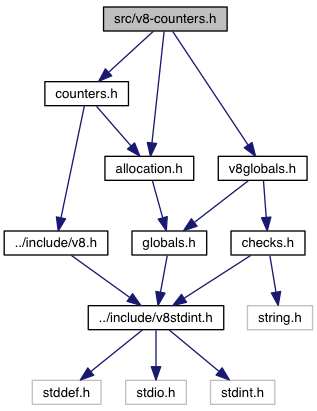 src/v8-counters.h
counters.h
allocation.h
v8globals.h
../include/v8.h
globals.h
checks.h
../include/v8stdint.h
string.h
stddef.h
stdio.h
stdint.h